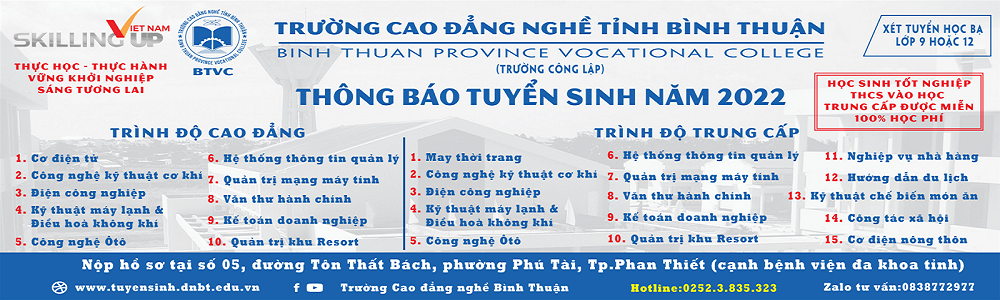 SKILLING UP
VIET NAM
THỰC HỌC - THỰC HÀNH
VỮNG KHỞI NGHIỆP
SÁNG TƯƠNG LAI
TRƯỜNG CAO ĐẲNG NGHỀ TỈNH BÌNH THUẬN
BINH THUAN PROVINCE VOCATIONAL COLLEGE
BTVC
TRƯỜNG CAO ĐẲNG NGHỀ TỈNH BÌNH THUẬN
BINH THUAN PROVINCE VOCATIONAL COLLEGE
(TRƯỜNG CÔNG LẬP)
THÔNG BÁO TUYỂN SINH NĂM 2022
XÉT TUYỂN HỌC BẠ
LỚP 9 HOẶC 12
HỌC SINH TỐT NGHIỆP
THCS VÀO HỌC
TRUNG CẤP ĐƯỢC MIỄN
100% HỌC PHÍ
TRÌNH ĐỘ CAO ĐẲNG
1. Cơ điện tử
2. Công nghệ kỹ thuật cơ khí
3. Điện công nghiệp
4. Kỹ thuật máy lạnh &
Điều hoà không khí
5. Công nghệ Ôtô
6. Hệ thống thông tin quản lý
7. Quản trị mạng máy tính
8. Văn thư hành chính
9. Kế toán doanh nghiệp
10. Quản trị khu Resort
TRÌNH ĐỘ TRUNG CẤP
1. May thời trang
2. Công nghệ kỹ thuật cơ khí
3. Điện công nghiệp
4. Kỹ thuật máy lạnh &
Điều hoà không khí
5. Công nghệ Ôtô
6. Hệ thống thông tin quản lý
7. Quản trị mạng máy tính
8. Văn thư hành chính
9. Kế toán doanh nghiệp
10. Quản trị khu Resort
11. Nghiệp vụ nhà hàng
12. Hướng dẫn du lịch
13. Kỹ thuật chế biến món ăn
14. Công tác xã hội
15. Cơ điện nông thôn
Nộp hồ sơ tại số 05, đường Tôn Thất Bách, phường Phú Tài, Tp.Phan Thiết (cạnh bệnh viện đa khoa tỉnh)
www.tuyensinh.dnbt.edu.vn f Trường Cao đẳng nghề Bình Thuận Hotline:0252.3.835.323 Zalo tư vấn:0838772977